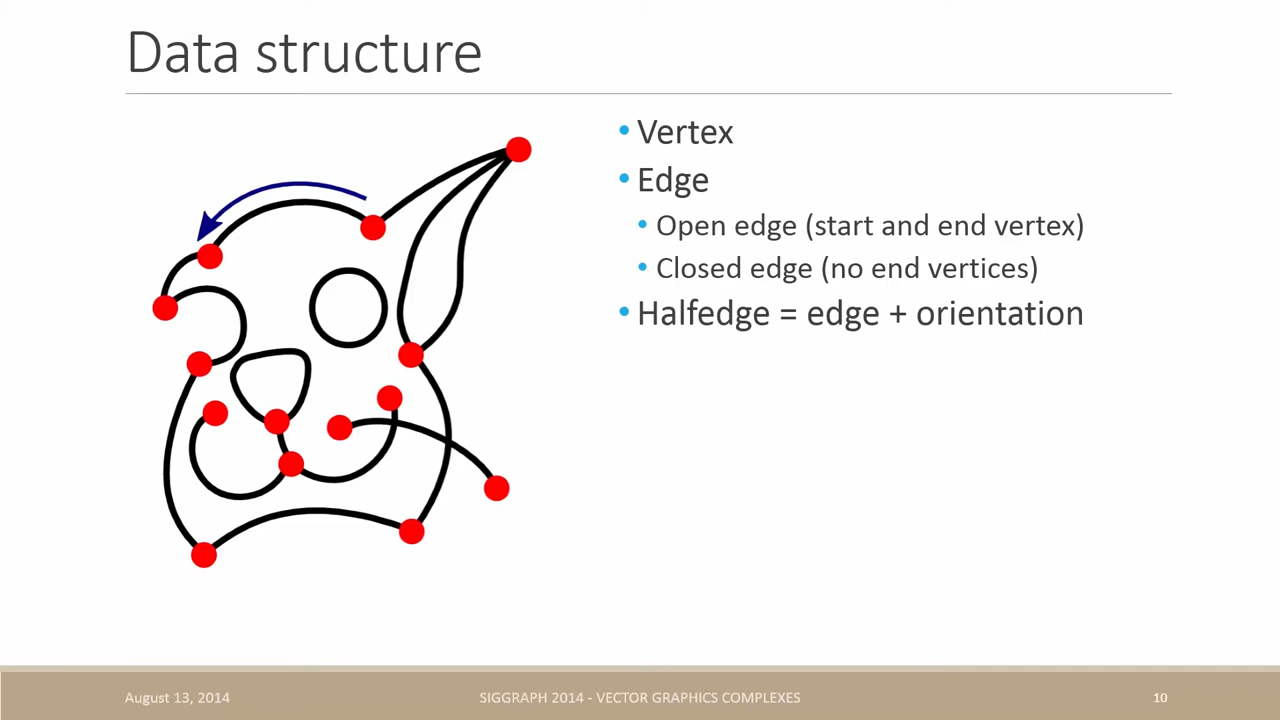 Data structure
• Vertex
• Edge
• Open edge (start and end vertex)
• Closed edge (no end vertices)
• Halfedge = edge + orientation
August 13, 2014
SIGGRAPH 2014 - VECTOR GRAPHICS COMPLEXES
10